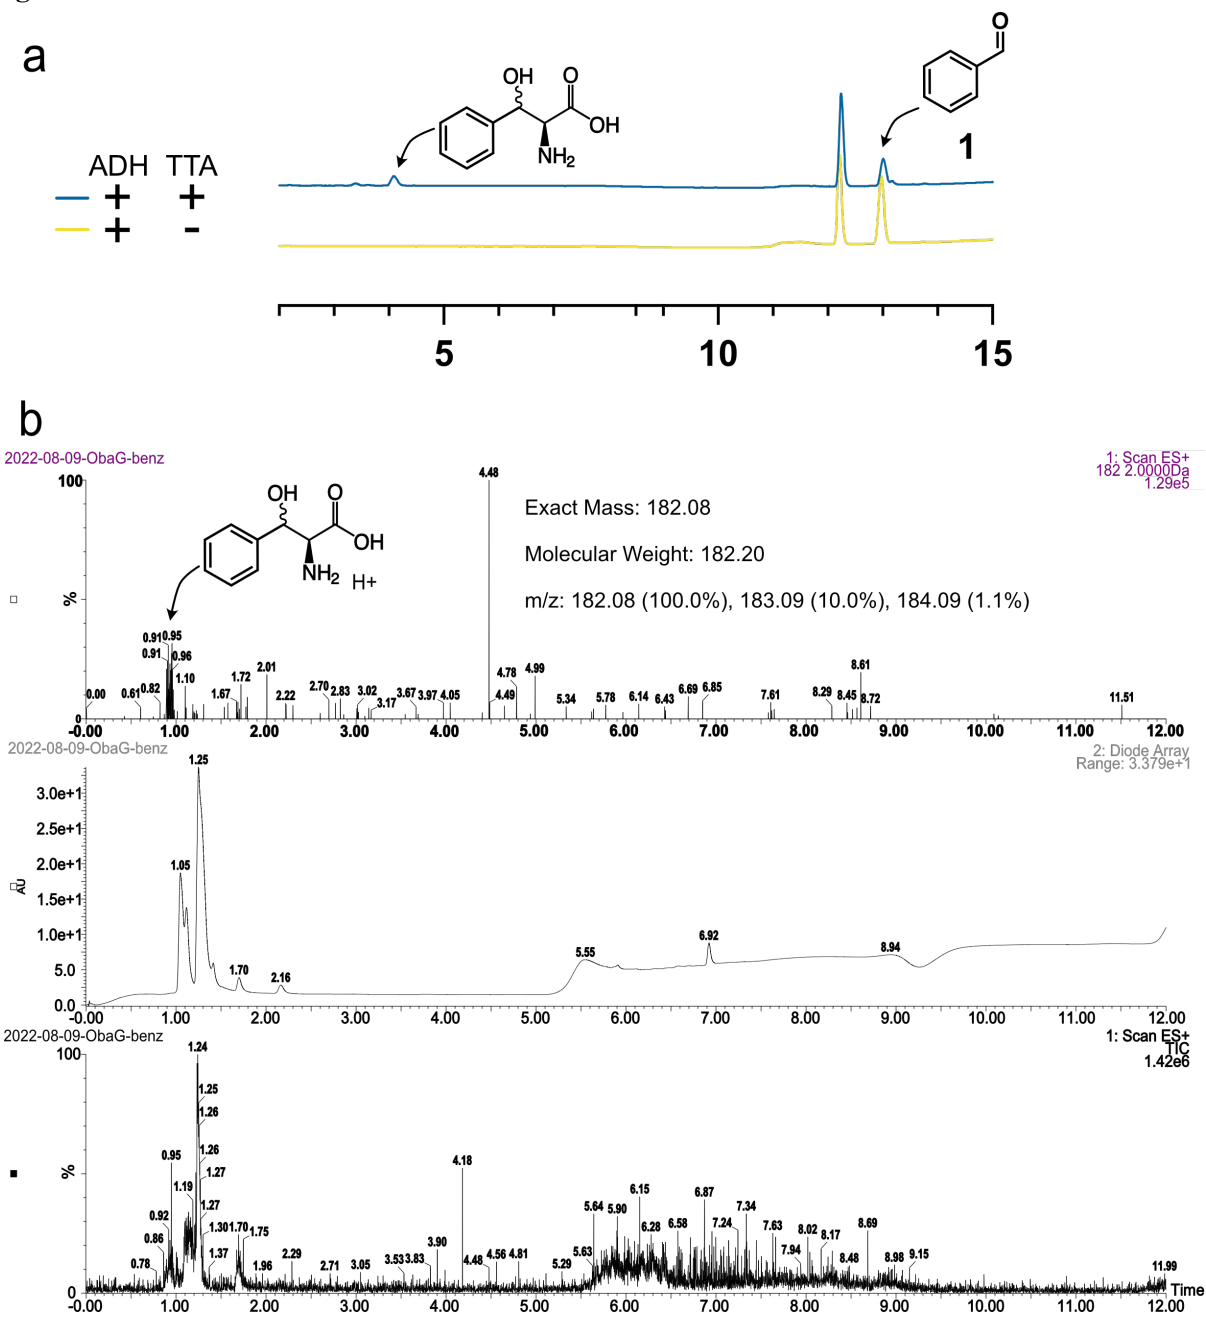 a
OH
O
OH
NH2
O
1
ADH TTA
+ +
+ -
5 10 15
b
2022-08-09-ObaG-benz
1: Scan ES+
182 2.0000Da
1.29e5
100
%
0
OH
O
OH
NH2
H+
4.48
Exact Mass: 182.08
Molecular Weight: 182.20
m/z: 182.08 (100.0%), 183.09 (10.0%), 184.09 (1.1%)
0.91 0.95
0.91 0.96
0.00 0.61 0.82 1.10 1.67 1.72 2.01 2.22 2.70 2.83 3.02 3.17 3.67 3.97 4.05 4.49 4.78 4.99 5.34 5.78 6.14 6.43 6.69 6.85 7.61 8.29 8.45 8.61 8.72 11.51
-0.00 1.00 2.00 3.00 4.00 5.00 6.00 7.00 8.00 9.00 10.00 11.00 12.00
2022-08-09-ObaG-benz
2: Diode Array
Range: 3.379e+1
AU
3.0e+1
2.5e+1
2.0e+1
1.5e+1
1.0e+1
5.0
0.0
1.05 1.25 1.70 2.16 5.55 6.92 8.94
-0.00 1.00 2.00 3.00 4.00 5.00 6.00 7.00 8.00 9.00 10.00 11.00 12.00
2022-08-09-ObaG-benz
1: Scan ES+
TIC
1.42e6
100
%
0
1.24
1.25
1.26
1.26
1.27
1.27
0.78 0.86 0.92 0.95 1.19 1.30 1.37 1.70 1.75 1.96 2.29 2.71 3.05 3.53 3.83 3.90 4.18 4.48 4.56 4.81 5.29 5.63 5.64 5.90 6.15 6.28 6.58 6.87 7.24 7.34 7.63 7.94 8.02 8.17 8.48 8.69 8.98 9.15 11.99
-0.00 1.00 2.00 3.00 4.00 5.00 6.00 7.00 8.00 9.00 10.00 11.00 12.00
Time